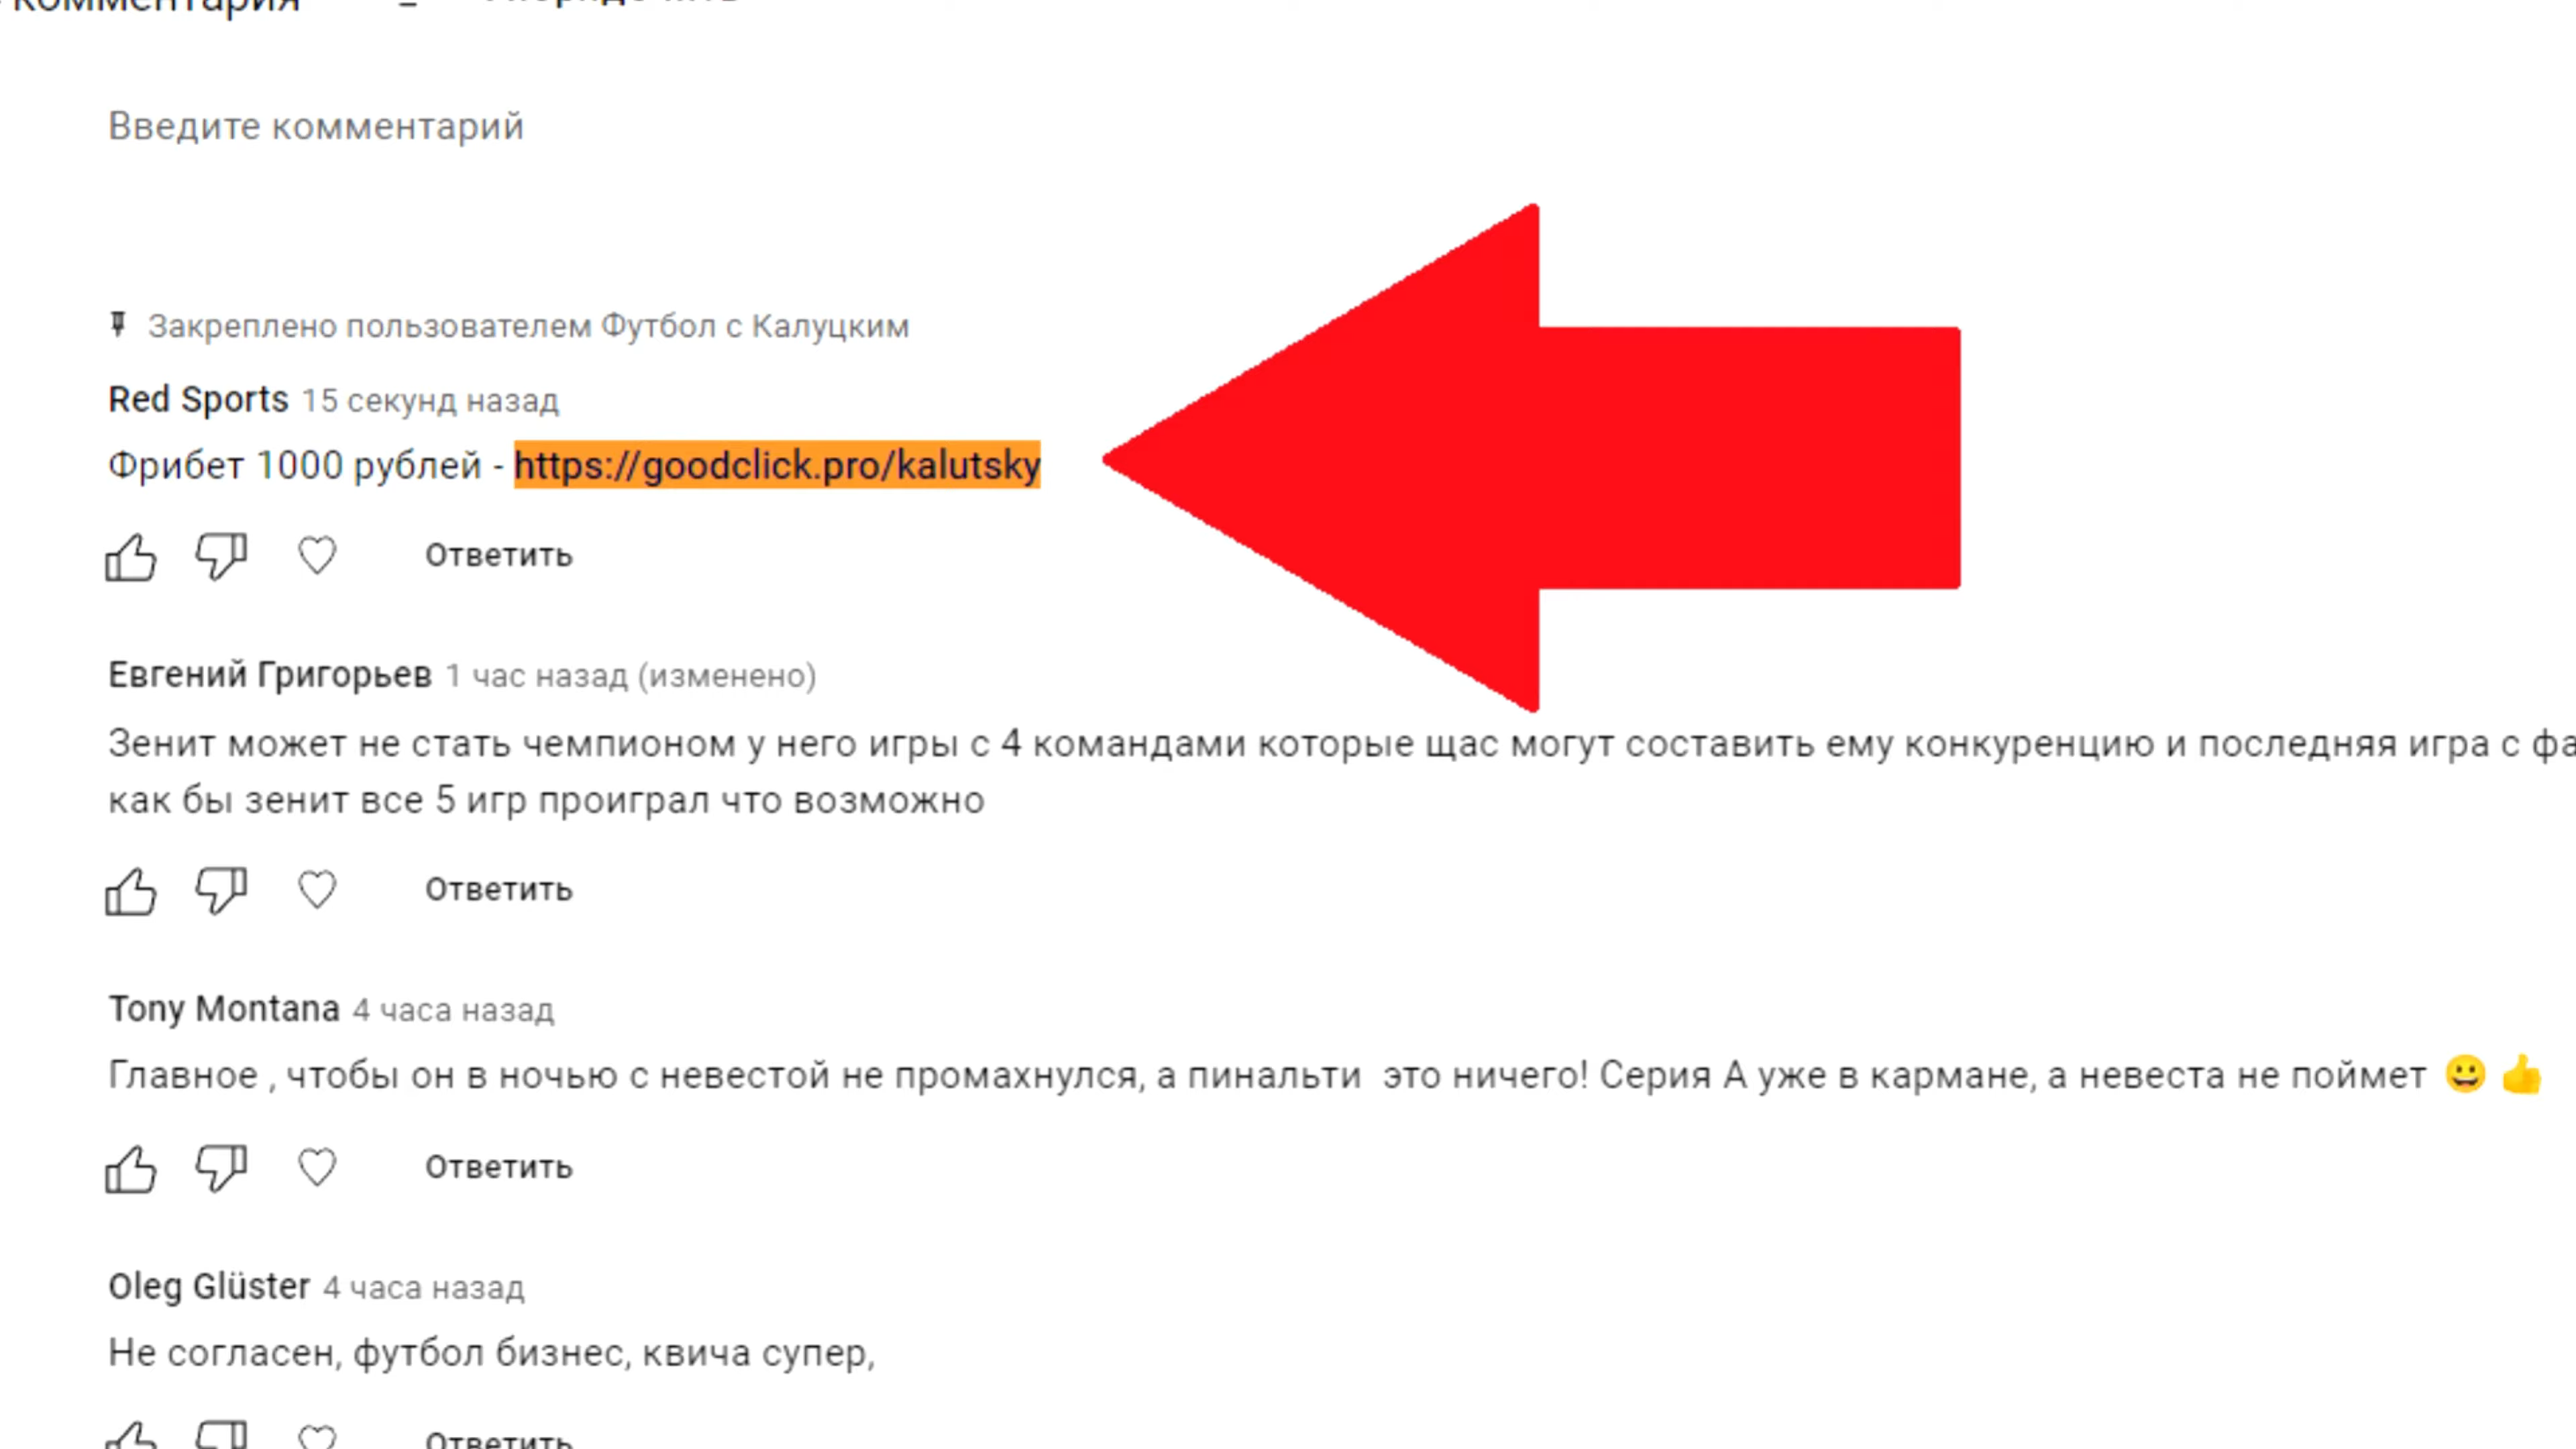 комментария
Введите комментарий
Закреплено пользователем Футбол с Калуцким
Red Sports 15 секунд назад
Фрибет 1000 рублей - https://goodclick.pro/kalutsky
Ответить
Евгений Григорьев 1 час назад (изменено)
Зенит может не стать чемпионом у него игры с 4 командами которые щас могут составить ему конкуренцию и последняя игра с
как бы зенит все 5 игр проиграл что возможно
Ответить
Tony Montana 4 часа назад
Главное , чтобы он в ночью с невестой не промахнулся, а пинальти это ничего! Серия А уже в кармане, а невеста не поймет 😀 👍
Ответить
Oleg Glüster 4 часа назад
Не согласен, футбол бизнес, квича супер,
Ответить